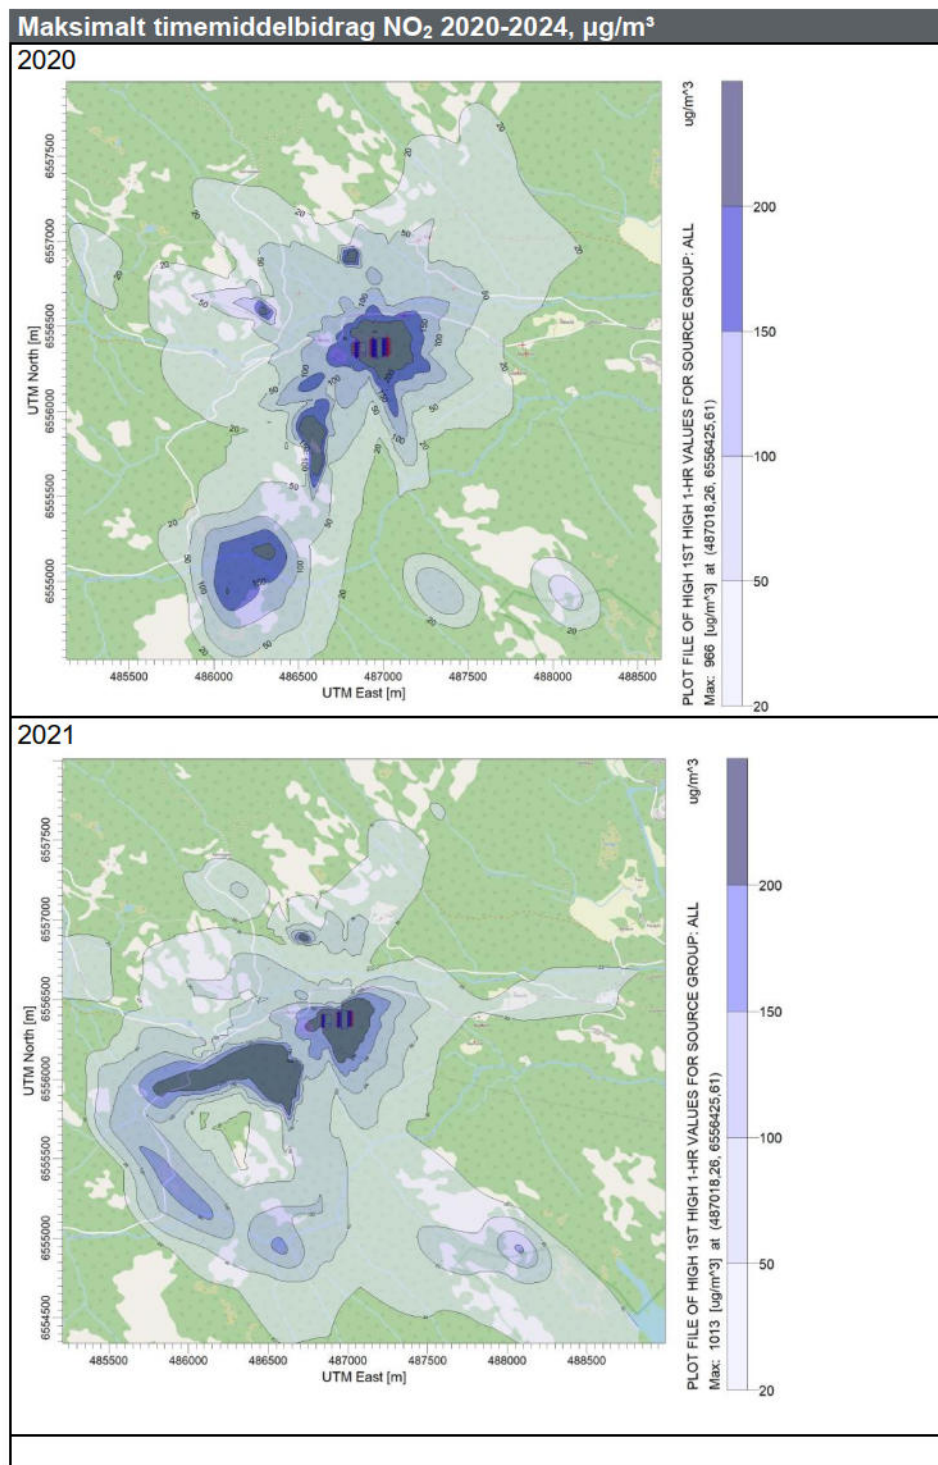 Maksimalt timemiddelbidrag NO₂ 2020-2024, µg/m³
2020
UTM North [m]
6557500
6557000
6556500
6556000
6555500
6555000
485500 486000 486500 487000 487500 488000 488500
UTM East [m]
PLOT FILE OF HIGH 1ST HIGH 1-HR VALUES FOR SOURCE GROUP: ALL
ug/m^3
Max: 966 [ug/m^3] at (487018,26, 6556425,61)
200
150
100
50
20
2021
UTM North [m]
6557500
6557000
6556500
6556000
6555500
6555000
6554500
485500 486000 486500 487000 487500 488000 488500
UTM East [m]
PLOT FILE OF HIGH 1ST HIGH 1-HR VALUES FOR SOURCE GROUP: ALL
ug/m^3
Max: 1013 [ug/m^3] at (487018,26, 6556425,61)
200
150
100
50
20